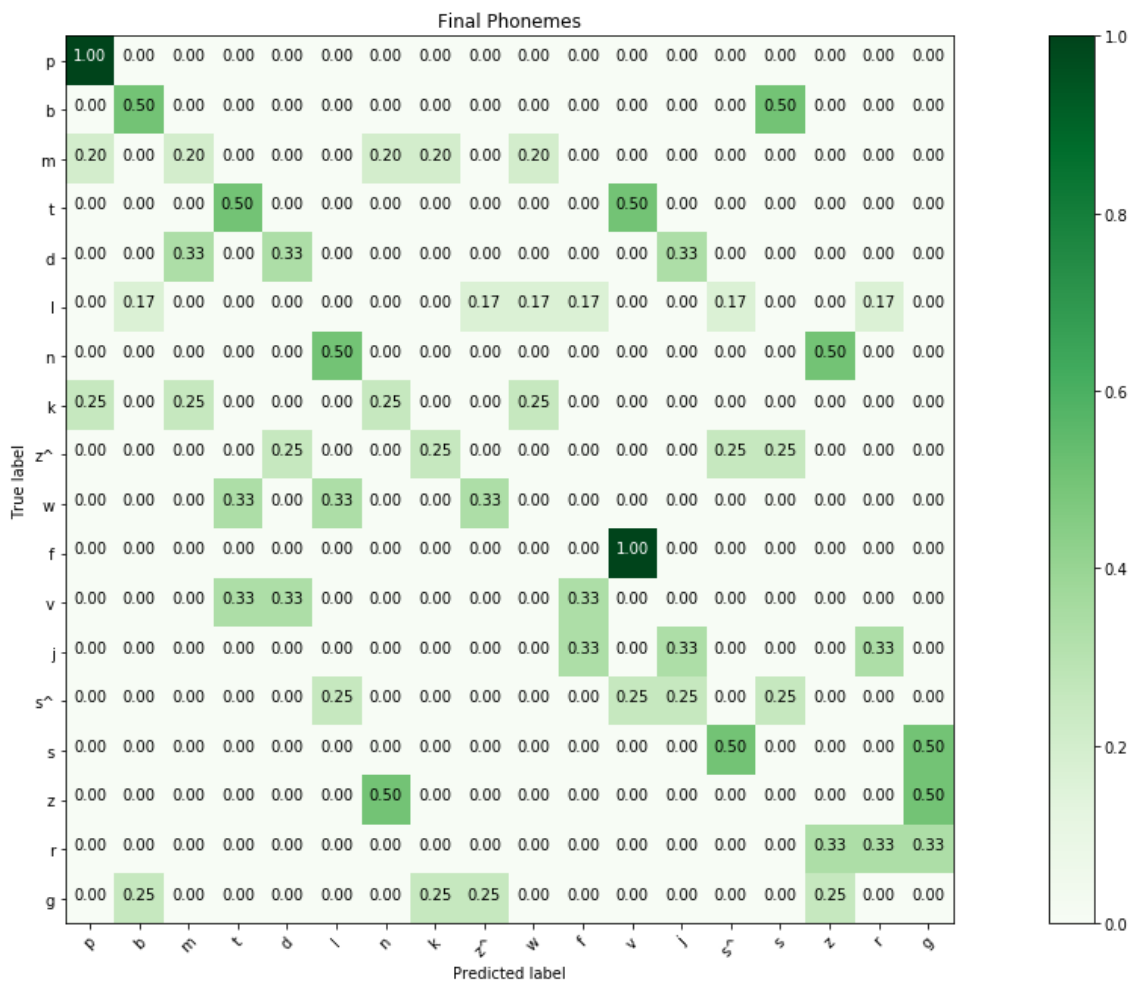 Final Phonemes
1.0
p 1.00 0.00 0.00 0.00 0.00 0.00 0.00 0.00 0.00 0.00 0.00 0.00 0.00 0.00 0.00 0.00 0.00 0.00
b 0.00 0.50 0.00 0.00 0.00 0.00 0.00 0.00 0.00 0.00 0.00 0.00 0.00 0.00 0.50 0.00 0.00 0.00
m 0.20 0.00 0.20 0.00 0.00 0.00 0.20 0.20 0.00 0.20 0.00 0.00 0.00 0.00 0.00 0.00 0.00 0.00
t 0.00 0.00 0.00 0.50 0.00 0.00 0.00 0.00 0.00 0.00 0.00 0.50 0.00 0.00 0.00 0.00 0.00 0.00
0.8
d 0.00 0.00 0.33 0.00 0.33 0.00 0.00 0.00 0.00 0.00 0.00 0.00 0.33 0.00 0.00 0.00 0.00 0.00
l 0.00 0.17 0.00 0.00 0.00 0.00 0.00 0.00 0.17 0.17 0.17 0.00 0.00 0.17 0.00 0.00 0.17 0.00
n 0.00 0.00 0.00 0.00 0.00 0.50 0.00 0.00 0.00 0.00 0.00 0.00 0.00 0.00 0.00 0.50 0.00 0.00
0.6
k 0.25 0.00 0.25 0.00 0.00 0.00 0.25 0.00 0.00 0.25 0.00 0.00 0.00 0.00 0.00 0.00 0.00 0.00
z^ 0.00 0.00 0.00 0.00 0.25 0.00 0.00 0.25 0.00 0.00 0.00 0.00 0.00 0.25 0.25 0.00 0.00 0.00
True label
w 0.00 0.00 0.00 0.33 0.00 0.33 0.00 0.00 0.33 0.00 0.00 0.00 0.00 0.00 0.00 0.00 0.00 0.00
f 0.00 0.00 0.00 0.00 0.00 0.00 0.00 0.00 0.00 0.00 0.00 1.00 0.00 0.00 0.00 0.00 0.00 0.00
0.4
v 0.00 0.00 0.00 0.33 0.33 0.00 0.00 0.00 0.00 0.00 0.33 0.00 0.00 0.00 0.00 0.00 0.00 0.00
j 0.00 0.00 0.00 0.00 0.00 0.00 0.00 0.00 0.00 0.00 0.33 0.00 0.33 0.00 0.00 0.00 0.33 0.00
s^ 0.00 0.00 0.00 0.00 0.00 0.25 0.00 0.00 0.00 0.00 0.00 0.25 0.25 0.00 0.25 0.00 0.00 0.00
s 0.00 0.00 0.00 0.00 0.00 0.00 0.00 0.00 0.00 0.00 0.00 0.00 0.00 0.50 0.00 0.00 0.00 0.50
0.2
z 0.00 0.00 0.00 0.00 0.00 0.00 0.50 0.00 0.00 0.00 0.00 0.00 0.00 0.00 0.00 0.00 0.00 0.50
r 0.00 0.00 0.00 0.00 0.00 0.00 0.00 0.00 0.00 0.00 0.00 0.00 0.00 0.00 0.00 0.33 0.33 0.33
g 0.00 0.25 0.00 0.00 0.00 0.00 0.00 0.25 0.25 0.00 0.00 0.00 0.00 0.00 0.00 0.25 0.00 0.00
0.0
p b m t d l n k z^ w f v j s^ s z r g
Predicted label